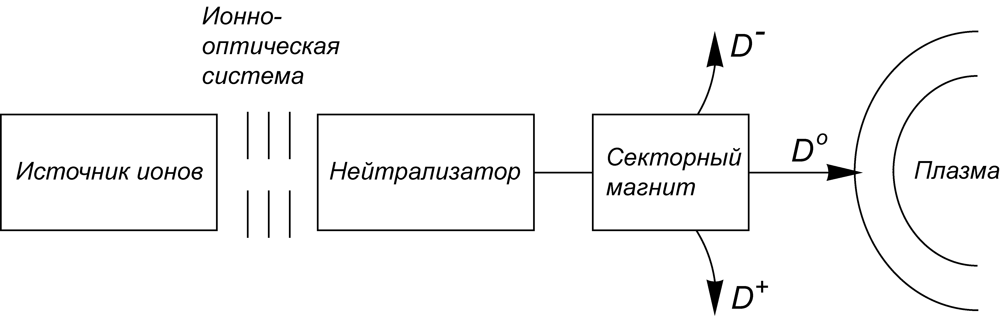 Ионно-
оптическая
система
Источник ионов
Нейтрализатор
Секторный
магнит
D⁻
Dᵒ
D⁺
Плазма